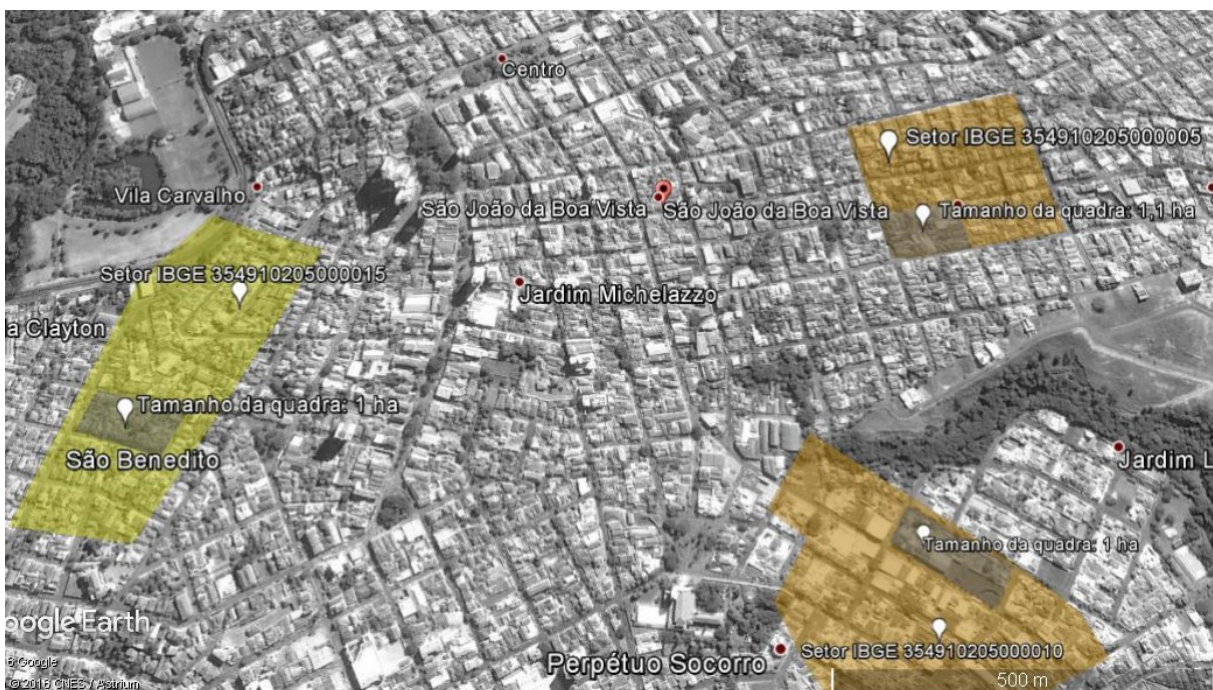 Centro
Setor IBGE 354910205000005
Vila Carvalho
São João da Boa Vista
São João da Boa Vista
Tamanho da quadra: 1,1 ha
Setor IBGE 354910205000015
Jardim Michelazzo
a Clayton
Tamanho da quadra: 1 ha
São Benedito
Jardim L
Tamanho da quadra: 1 ha
oogle Earth
Setor IBGE 354910205000010
Perpétuo Socorro
6 Google
© 2016 CNES / Astrium
500 m